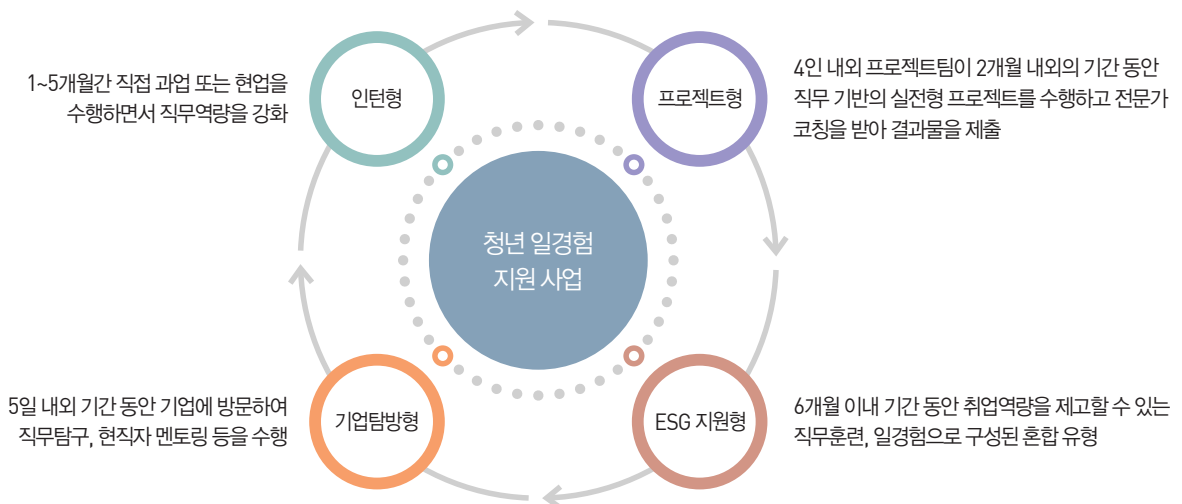 1~5개월간 직접 과업 또는 현업을
수행하면서 직무역량을 강화
인턴형
프로젝트형
4인 내외 프로젝트팀이 2개월 내외의 기간 동안
직무 기반의 실전형 프로젝트를 수행하고 전문가
코칭을 받아 결과물을 제출
청년 일경험
지원 사업
5일 내외 기간 동안 기업에 방문하여
직무탐구, 현직자 멘토링 등을 수행
기업탐방형
ESG 지원형
6개월 이내 기간 동안 취업역량을 제고할 수 있는
직무훈련, 일경험으로 구성된 혼합 유형